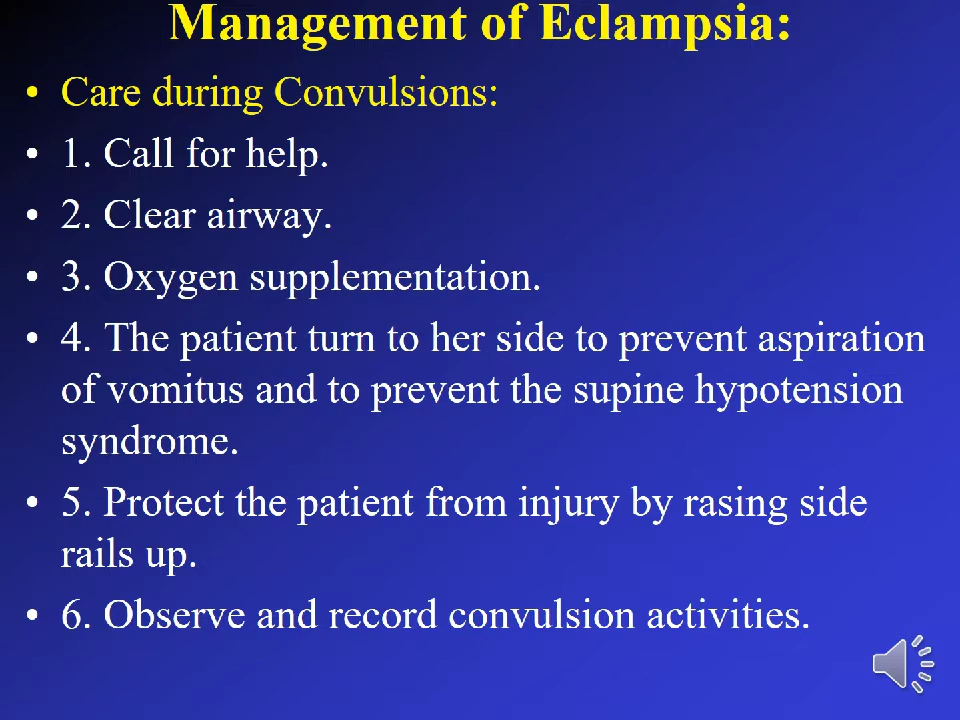 Management of Eclampsia:
• Care during Convulsions:
• 1. Call for help.
• 2. Clear airway.
• 3. Oxygen supplementation.
• 4. The patient turn to her side to prevent aspiration
of vomitus and to prevent the supine hypotension
syndrome.
• 5. Protect the patient from injury by rasing side
rails up.
• 6. Observe and record convulsion activities.